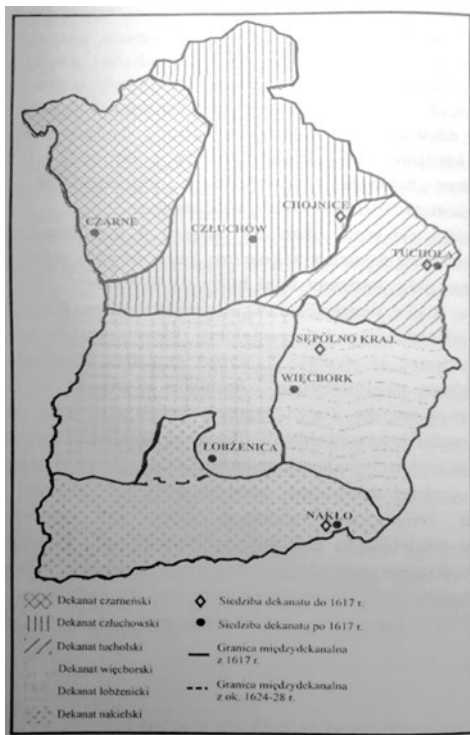 CHOJNICE
CZARNE
CZŁUCHÓW
TUCHOLA
SĘPÓLNO KRAJ.
WIĘCBORK
ŁOBŻENICA
NAKŁO
Dekanat czarneński
Dekanat człuchowski
Dekanat tucholski
Dekanat więcborski
Dekanat łobżenicki
Dekanat nakielski
Siedziba dekanatu do 1617 r.
Siedziba dekanatu po 1617 r.
Granica międzydekanalna
z 1617 r.
Granica międzydekanalna
z ok. 1624-28 r.